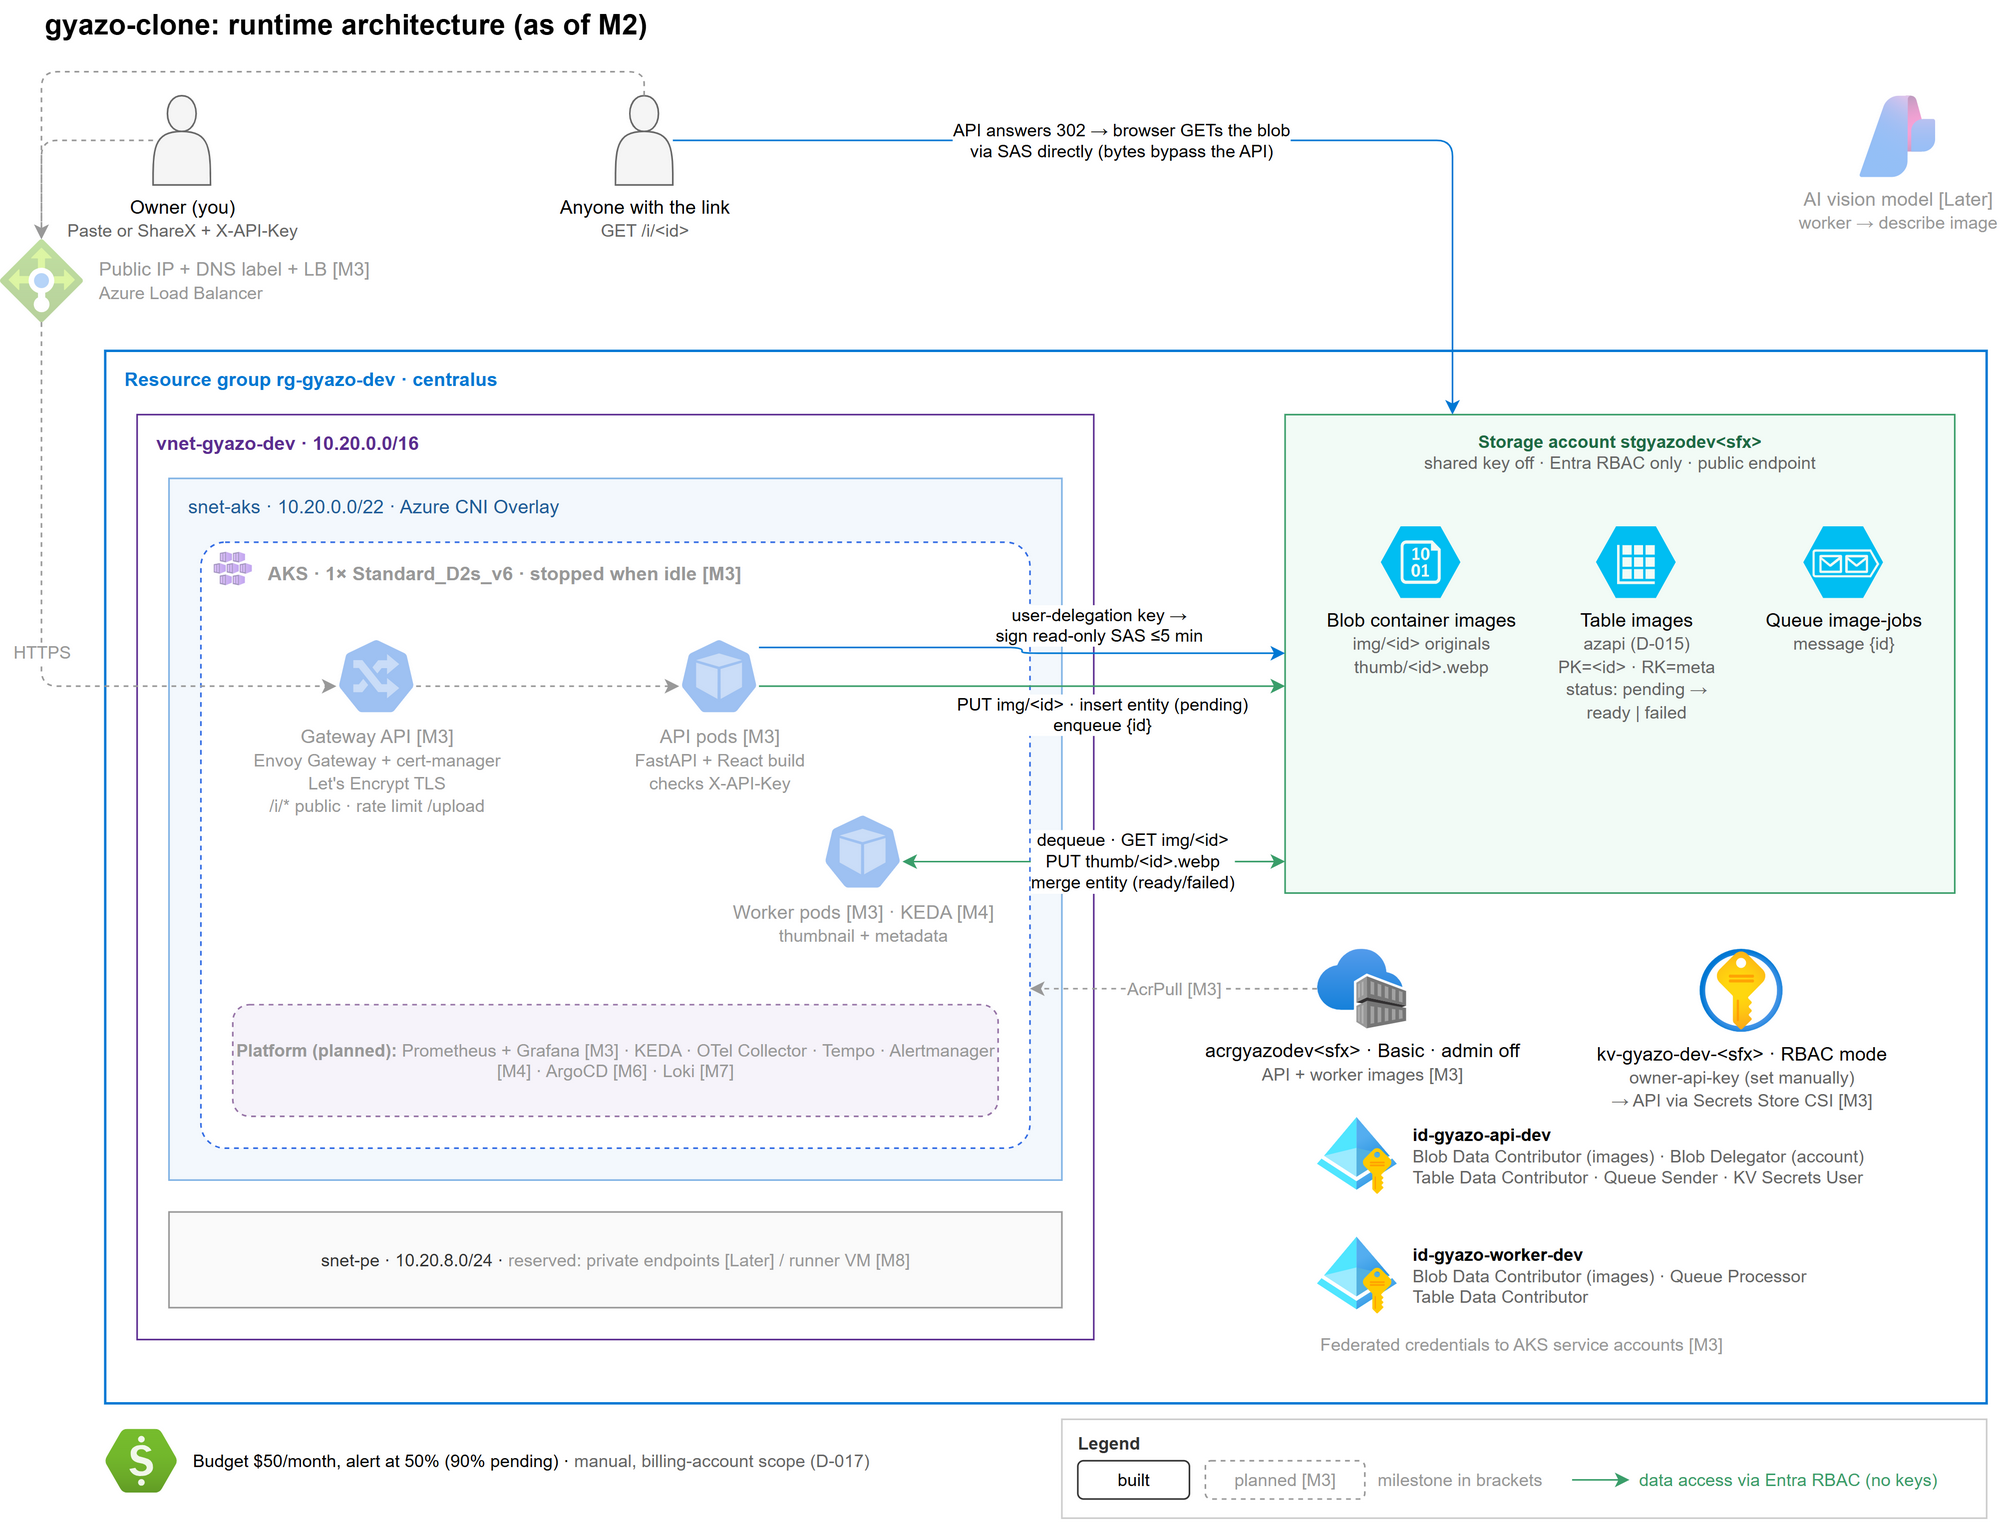 gyazo-clone: runtime architecture (as of M2)
API answers 302 → browser GETs the blob
via SAS directly (bytes bypass the API)
Owner (you)
Paste or ShareX + X-API-Key
Anyone with the link
GET /i/<id>
AI vision model [Later]
worker → describe image
Public IP + DNS label + LB [M3]
Azure Load Balancer
Resource group rg-gyazo-dev · centralus
vnet-gyazo-dev · 10.20.0.0/16
snet-aks · 10.20.0.0/22 · Azure CNI Overlay
AKS · 1× Standard_D2s_v6 · stopped when idle [M3]
HTTPS
Gateway API [M3]
Envoy Gateway + cert-manager
Let's Encrypt TLS
/i/* public · rate limit /upload
API pods [M3]
FastAPI + React build
checks X-API-Key
user-delegation key →
sign read-only SAS ≤5 min
PUT img/<id> · insert entity (pending)
enqueue {id}
Worker pods [M3] · KEDA [M4]
thumbnail + metadata
dequeue · GET img/<id>
PUT thumb/<id>.webp
merge entity (ready/failed)
Storage account stgyazodev<sfx>
shared key off · Entra RBAC only · public endpoint
10
01
Blob container images
img/<id> originals
thumb/<id>.webp
Table images
azapi (D-015)
PK=<id> · RK=meta
status: pending →
ready | failed
Queue image-jobs
message {id}
Platform (planned): Prometheus + Grafana [M3] · KEDA · OTel Collector · Tempo · Alertmanager
[M4] · ArgoCD [M6] · Loki [M7]
AcrPull [M3]
acrgyazodev<sfx> · Basic · admin off
API + worker images [M3]
kv-gyazo-dev-<sfx> · RBAC mode
owner-api-key (set manually)
→ API via Secrets Store CSI [M3]
id-gyazo-api-dev
Blob Data Contributor (images) · Blob Delegator (account)
Table Data Contributor · Queue Sender · KV Secrets User
id-gyazo-worker-dev
Blob Data Contributor (images) · Queue Processor
Table Data Contributor
Federated credentials to AKS service accounts [M3]
snet-pe · 10.20.8.0/24 · reserved: private endpoints [Later] / runner VM [M8]
$
Budget $50/month, alert at 50% (90% pending) · manual, billing-account scope (D-017)
Legend
built
planned [M3]
milestone in brackets
data access via Entra RBAC (no keys)